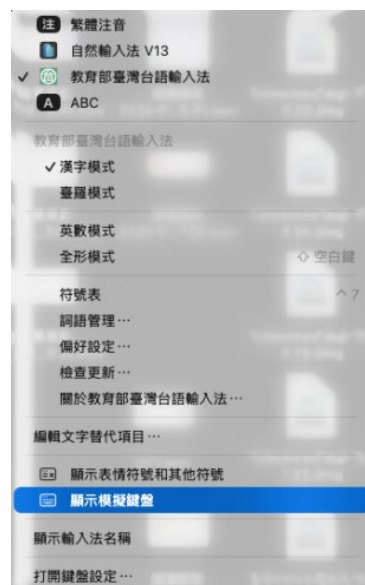 注 繁體注音
自然輸入法 V13
✓ 教育部臺灣台語輸入法
A ABC
教育部臺灣台語輸入法
✓ 漢字模式
臺羅模式
英數模式
全形模式 ⇧ 空白鍵
符號表 ^ 7
詞語管理…
偏好設定…
檢查更新…
關於教育部臺灣台語輸入法…
編輯文字替代項目…
顯示表情符號和其他符號
顯示模擬鍵盤
顯示輸入法名稱
打開鍵盤設定…